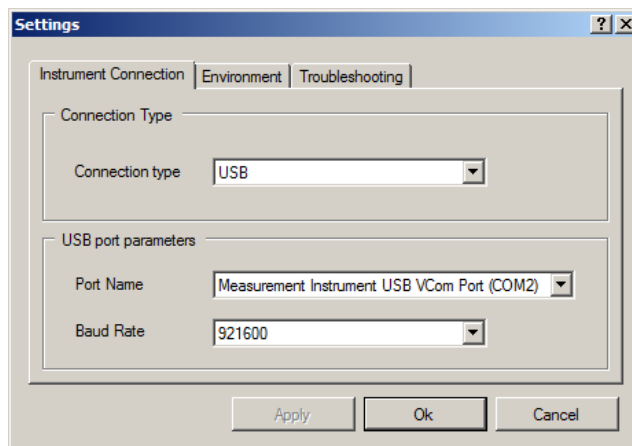 Settings
Instrument Connection Environment Troubleshooting
Connection Type
Connection type USB
USB port parameters
Port Name Measurement Instrument USB VCom Port (COM2)
Baud Rate 921600
Apply Ok Cancel